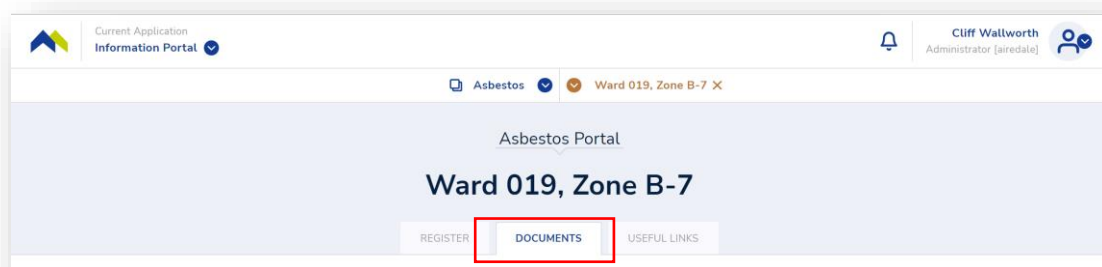 Current Application
Information Portal
Cliff Wallworth
Administrator [airedale]
Asbestos
Ward 019, Zone B-7
Asbestos Portal
Ward 019, Zone B-7
REGISTER
DOCUMENTS
USEFUL LINKS